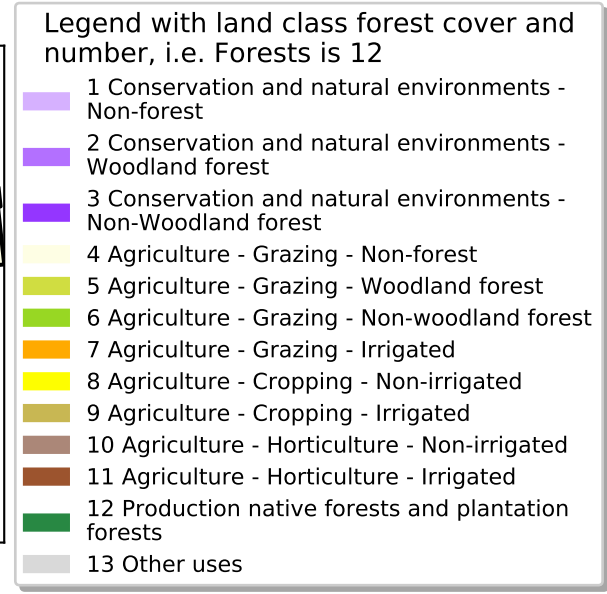 Legend with land class forest cover and
number, i.e. Forests is 12
1 Conservation and natural environments -
Non-forest
2 Conservation and natural environments -
Woodland forest
3 Conservation and natural environments -
Non-Woodland forest
4 Agriculture - Grazing - Non-forest
5 Agriculture - Grazing - Woodland forest
6 Agriculture - Grazing - Non-woodland forest
7 Agriculture - Grazing - Irrigated
8 Agriculture - Cropping - Non-irrigated
9 Agriculture - Cropping - Irrigated
10 Agriculture - Horticulture - Non-irrigated
11 Agriculture - Horticulture - Irrigated
12 Production native forests and plantation
forests
13 Other uses